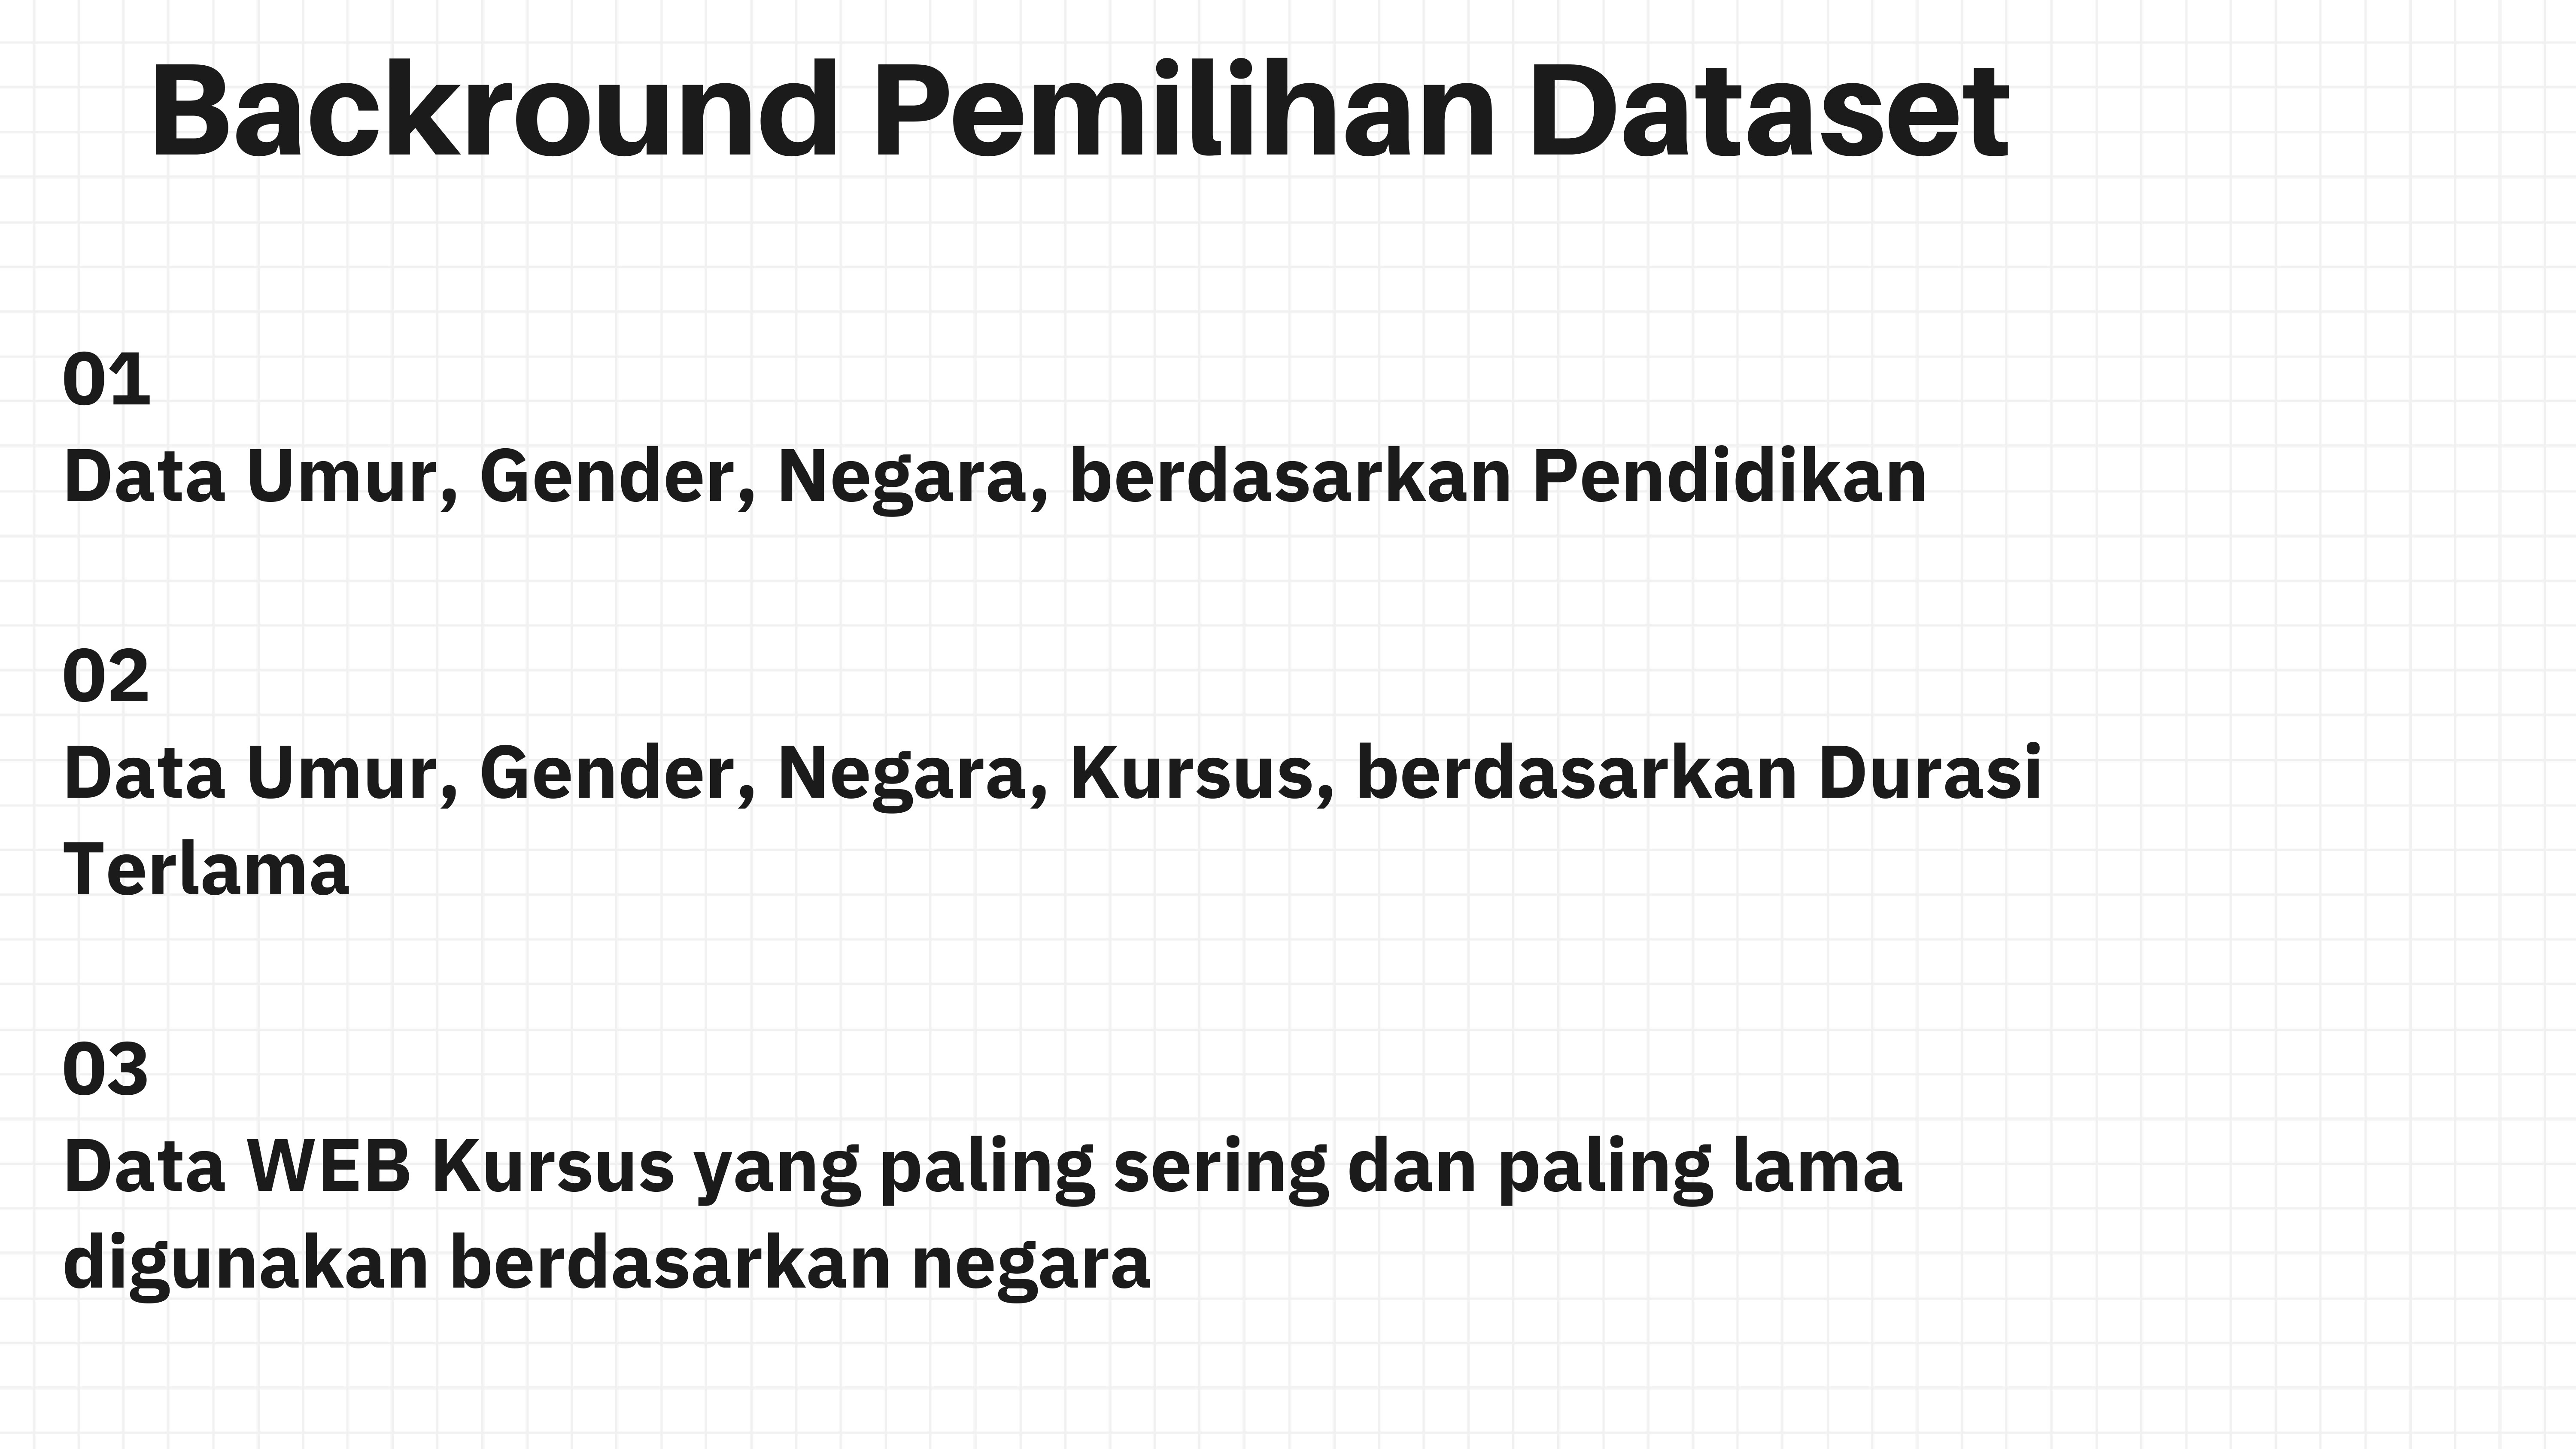 Backround Pemilihan Dataset
01
Data Umur, Gender, Negara, berdasarkan Pendidikan
02
Data Umur, Gender, Negara, Kursus, berdasarkan Durasi
Terlama
03
Data WEB Kursus yang paling sering dan paling lama
digunakan berdasarkan negara